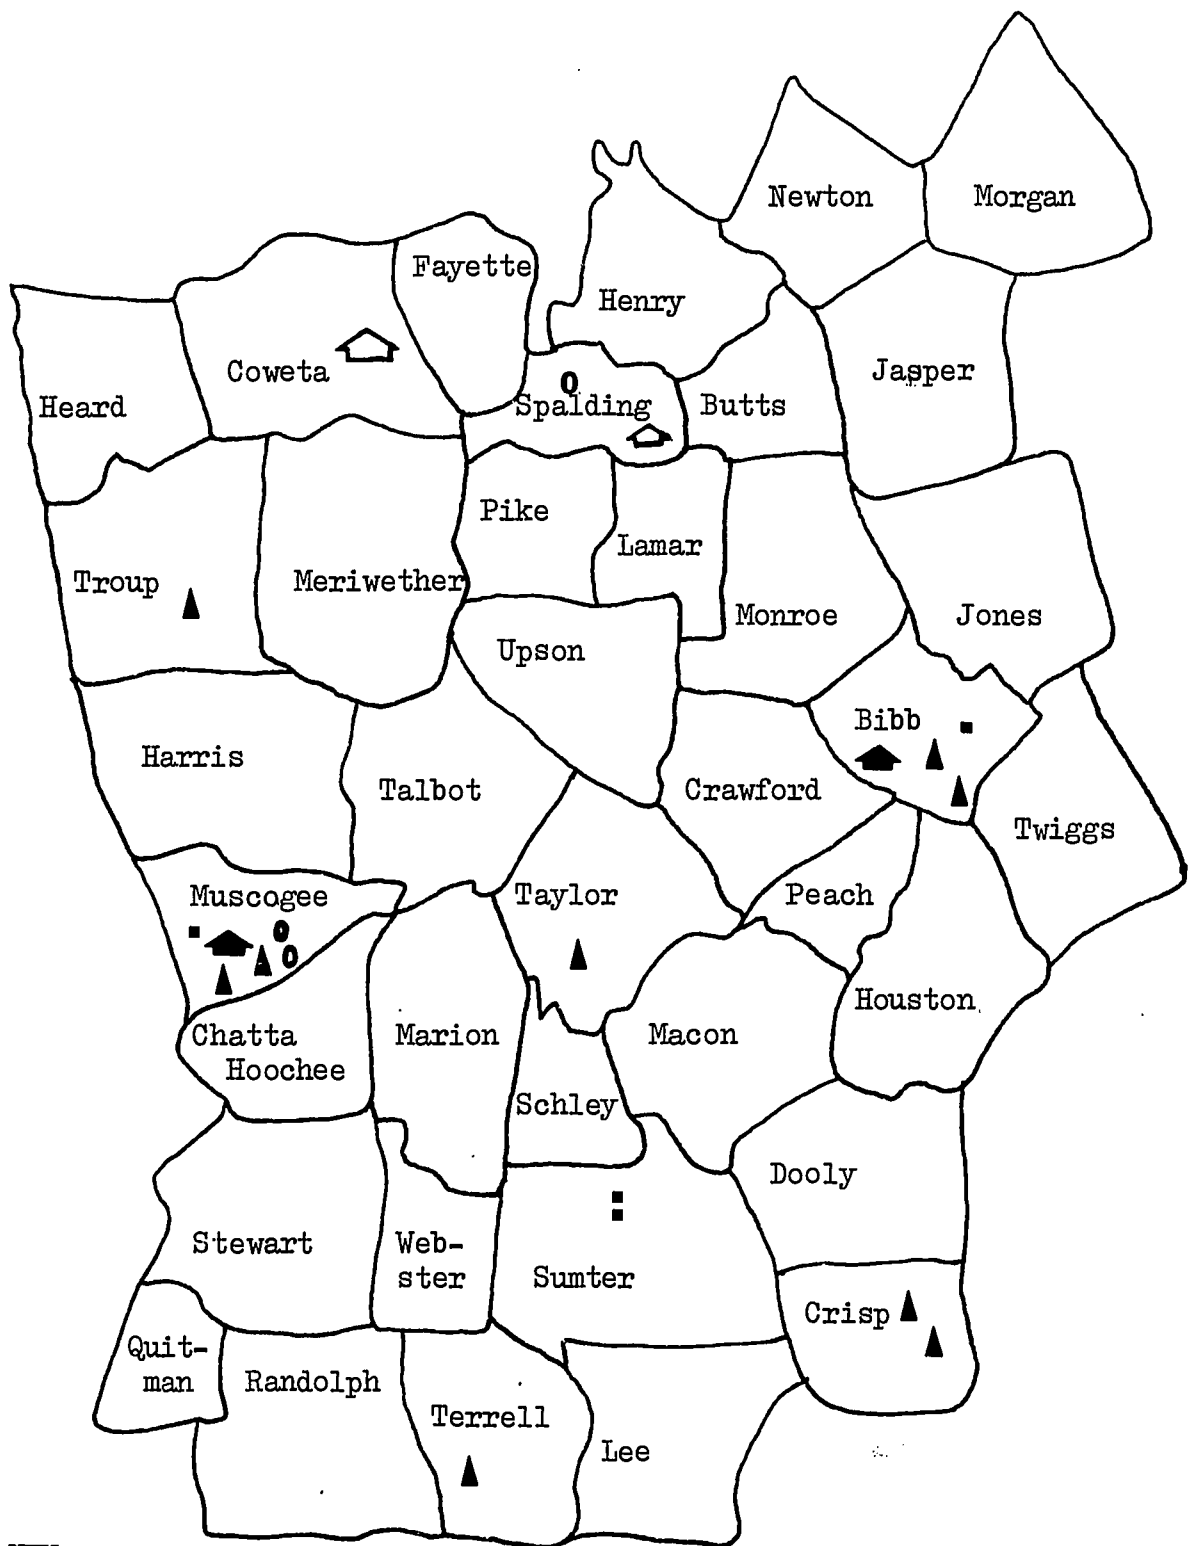 Morgan
Newton
Fayette
Henry
Coweta
Jasper
Heard
Spalding
Butts
Pike
Lamar
Troup
Meriwether
Monroe
Jones
Upson
Bibb
Harris
Talbot
Crawford
Twiggs
Muscogee
Taylor
Peach
Houston
Chatta
Hoochee
Marion
Macon
Schley
Dooly
Stewart
Web-
ster
Sumter
Crisp
Quit-
man
Randolph
Terrell
Lee